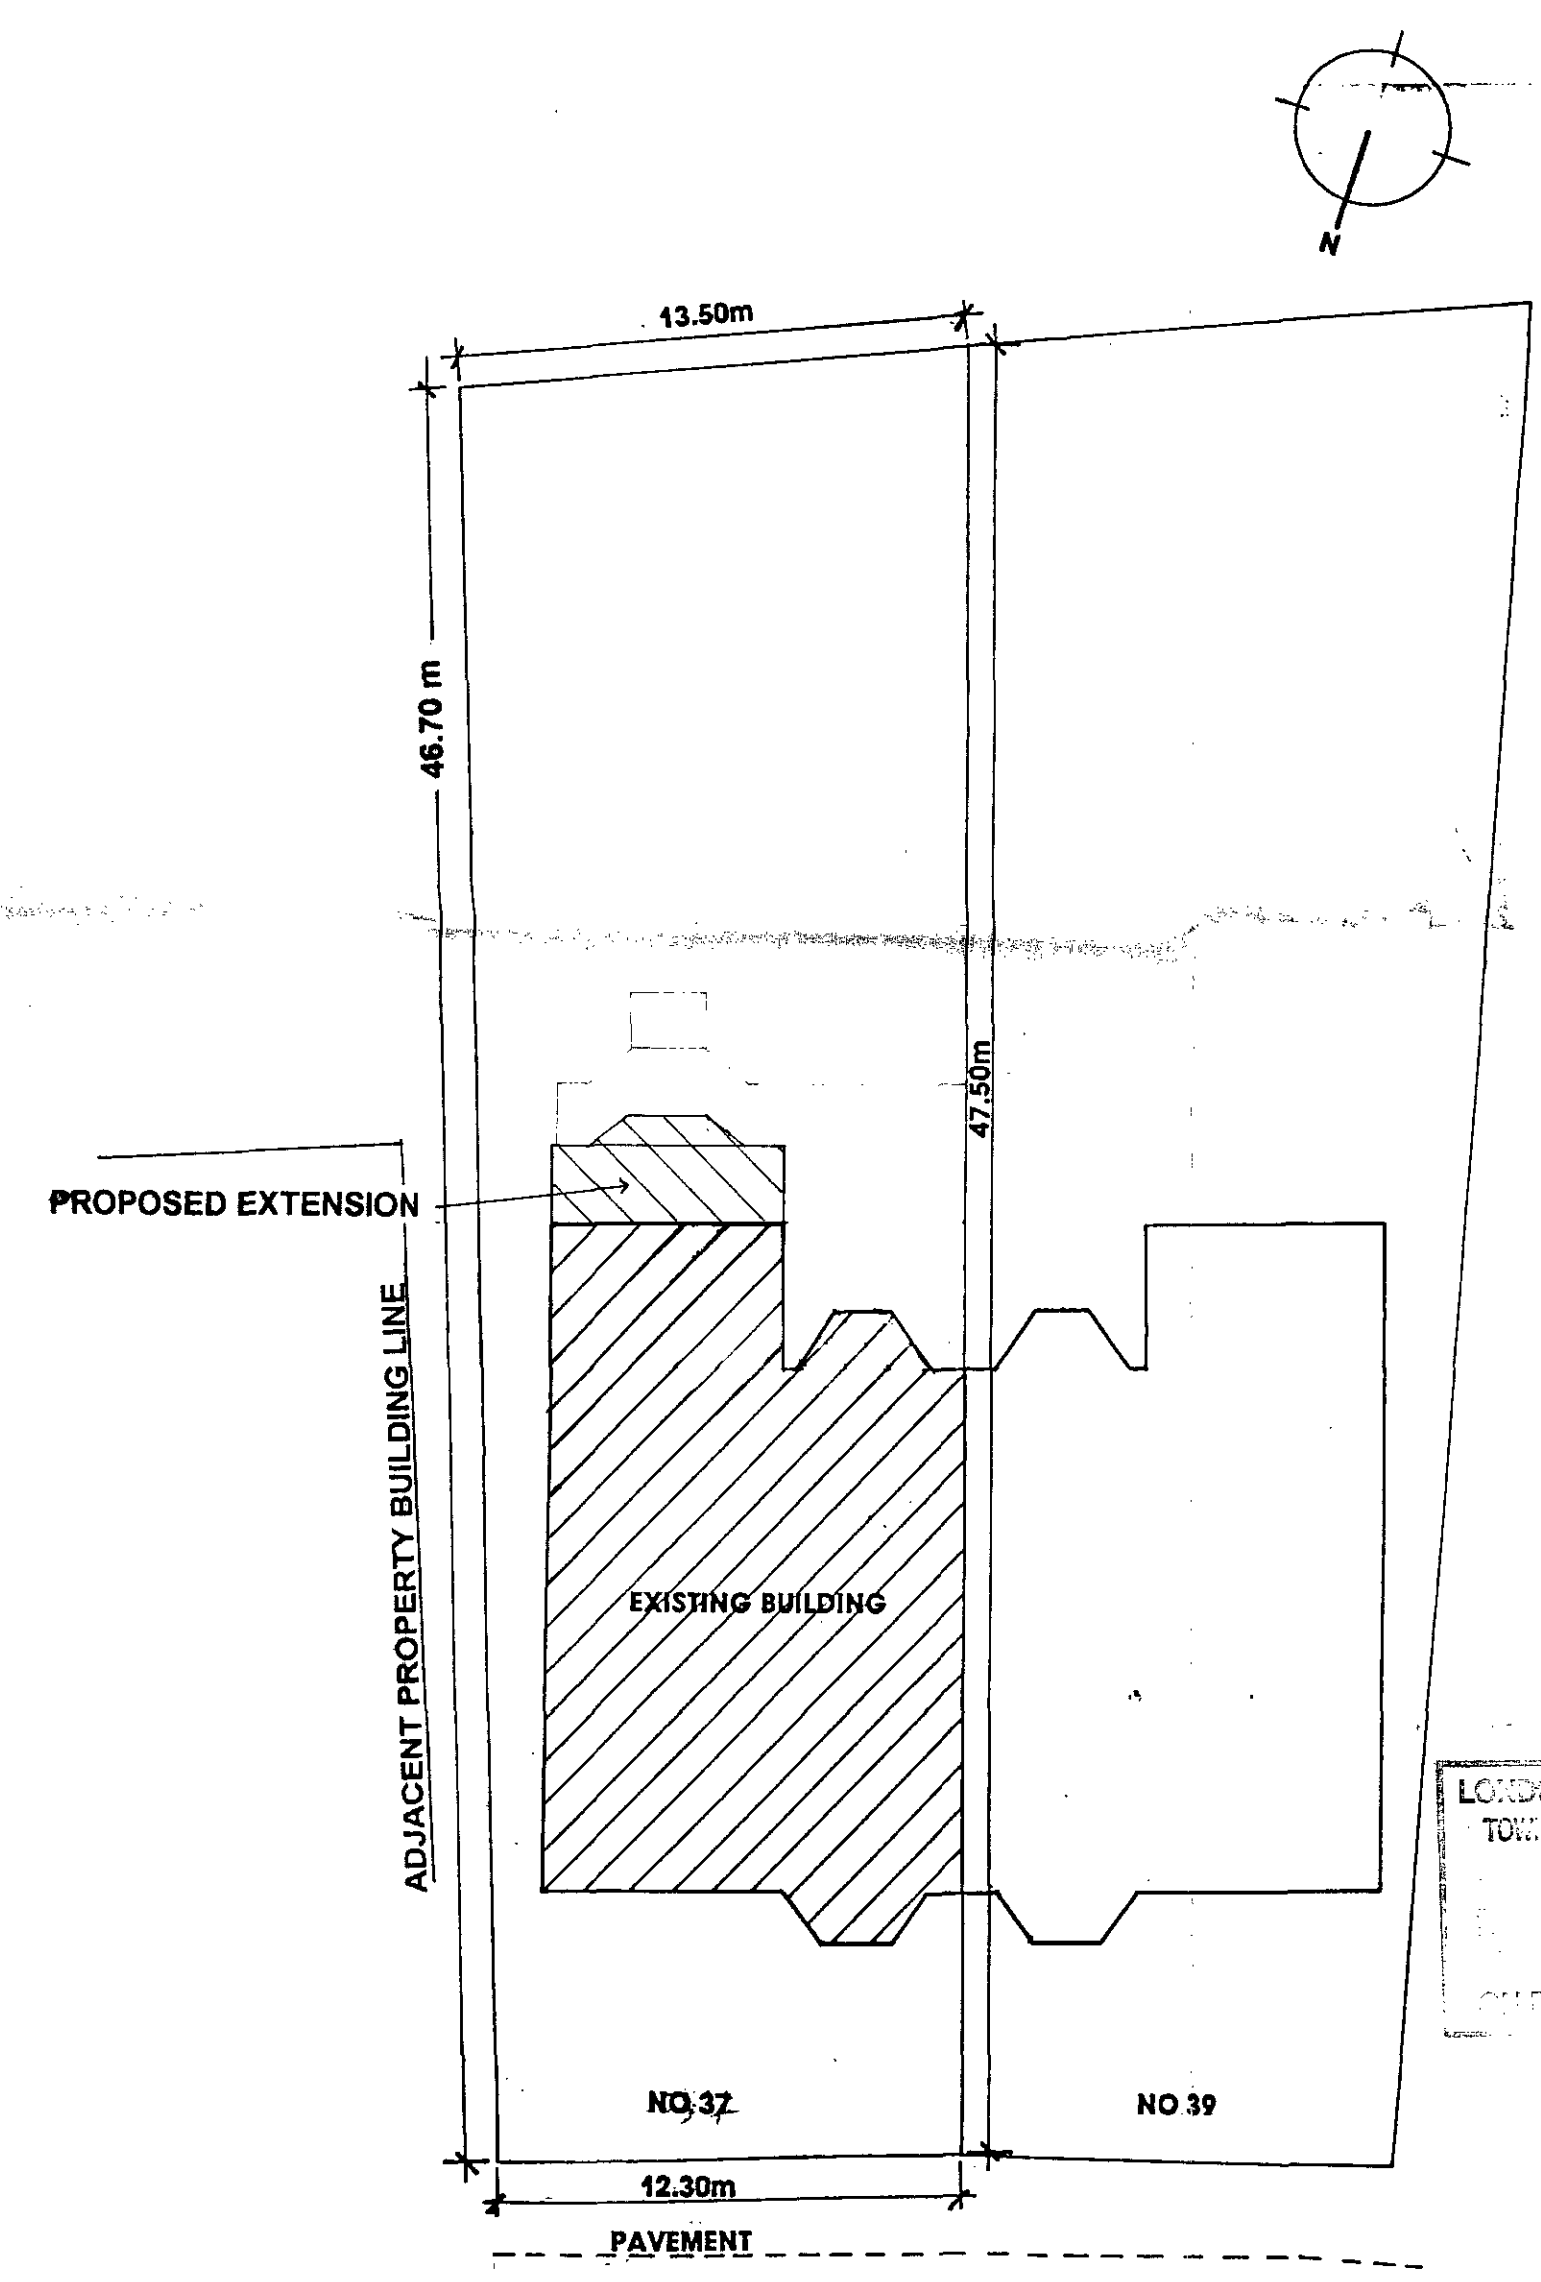 N
13.50m
46.70 m
47.50m
PROPOSED EXTENSION
ADJACENT PROPERTY BUILDING LINE
EXISTING BUILDING
NO 37
NO 39
12.30m
PAVEMENT